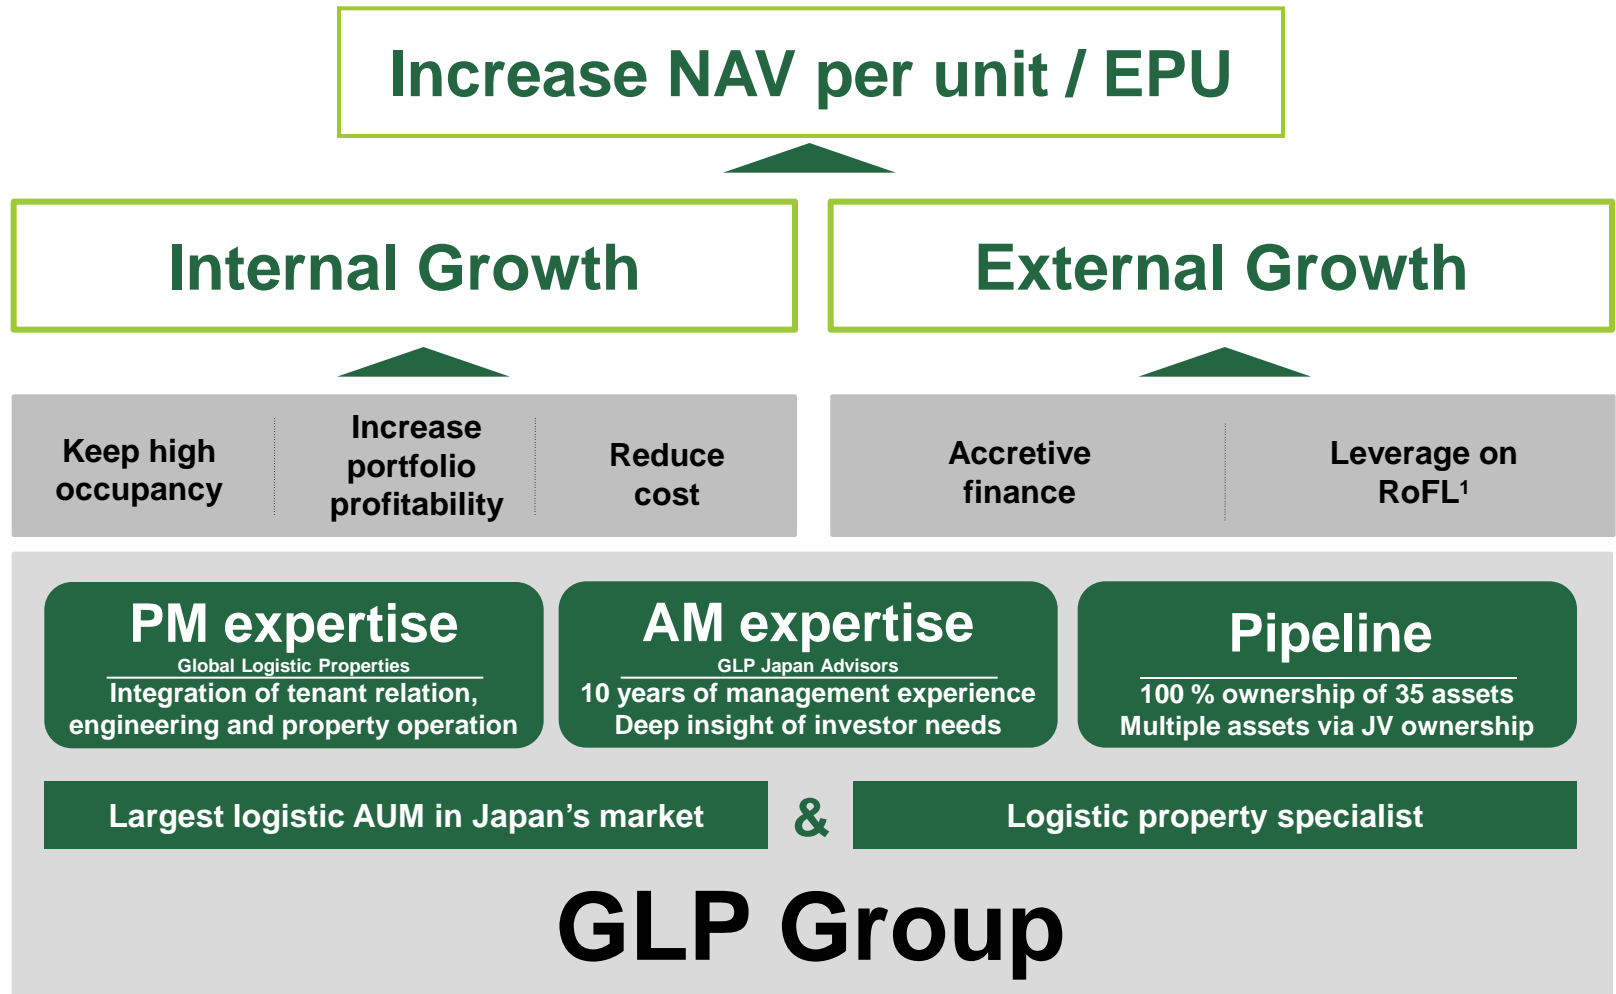 Increase NAV per unit / EPU
Internal Growth
External Growth
Keep high
occupancy
Increase
portfolio
profitability
Reduce
cost
Accretive
finance
Leverage on
RoFL¹
PM expertise
Global Logistic Properties
Integration of tenant relation,
engineering and property operation
AM expertise
GLP Japan Advisors
10 years of management experience
Deep insight of investor needs
Pipeline
100 % ownership of 35 assets
Multiple assets via JV ownership
Largest logistic AUM in Japan’s market
&
Logistic property specialist
GLP Group